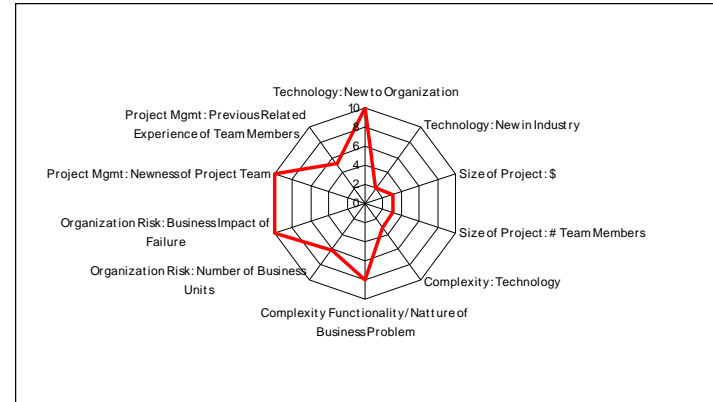 Technology: New to Organization
10
8
6
4
2
0
Technology: New in Industry
Size of Project: $
Size of Project: # Team Members
Complexity: Technology
Complexity Functionality/Natture of
Business Problem
Organization Risk: Number of Business
Units
Organization Risk: Business Impact of
Failure
Project Mgmt: Newness of Project Team
Project Mgmt: Previous Related
Experience of Team Members